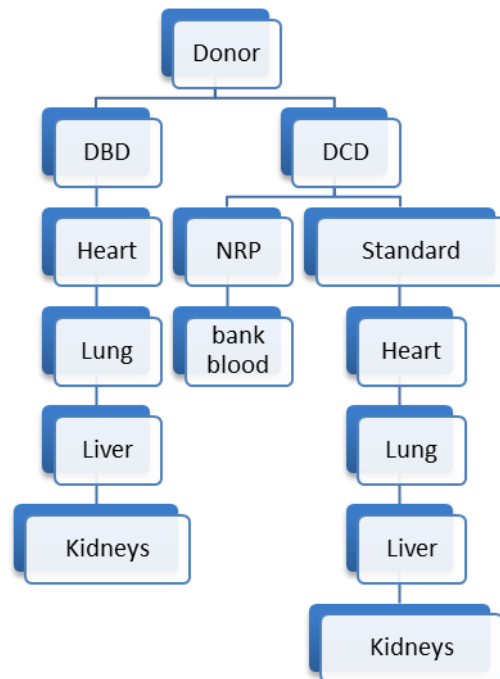 Donor
DBD
DCD
Heart
NRP
Standard
Lung
bank
blood
Heart
Liver
Lung
Kidneys
Liver
Kidneys